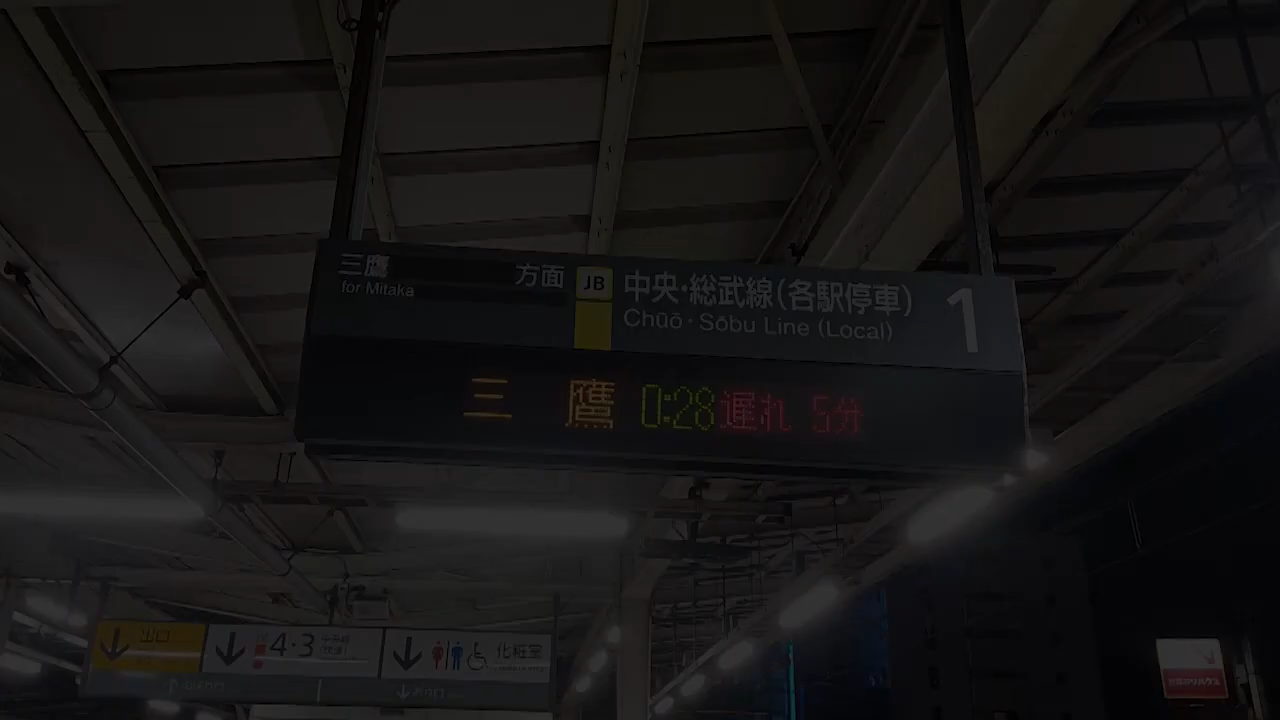 三鷹 方面 JB 中央・総武線(各駅停車) 1
for Mitaka Chūō・Sōbu Line (Local)
三 鷹 0:28 遅れ 5分
出口 4・3 化粧室